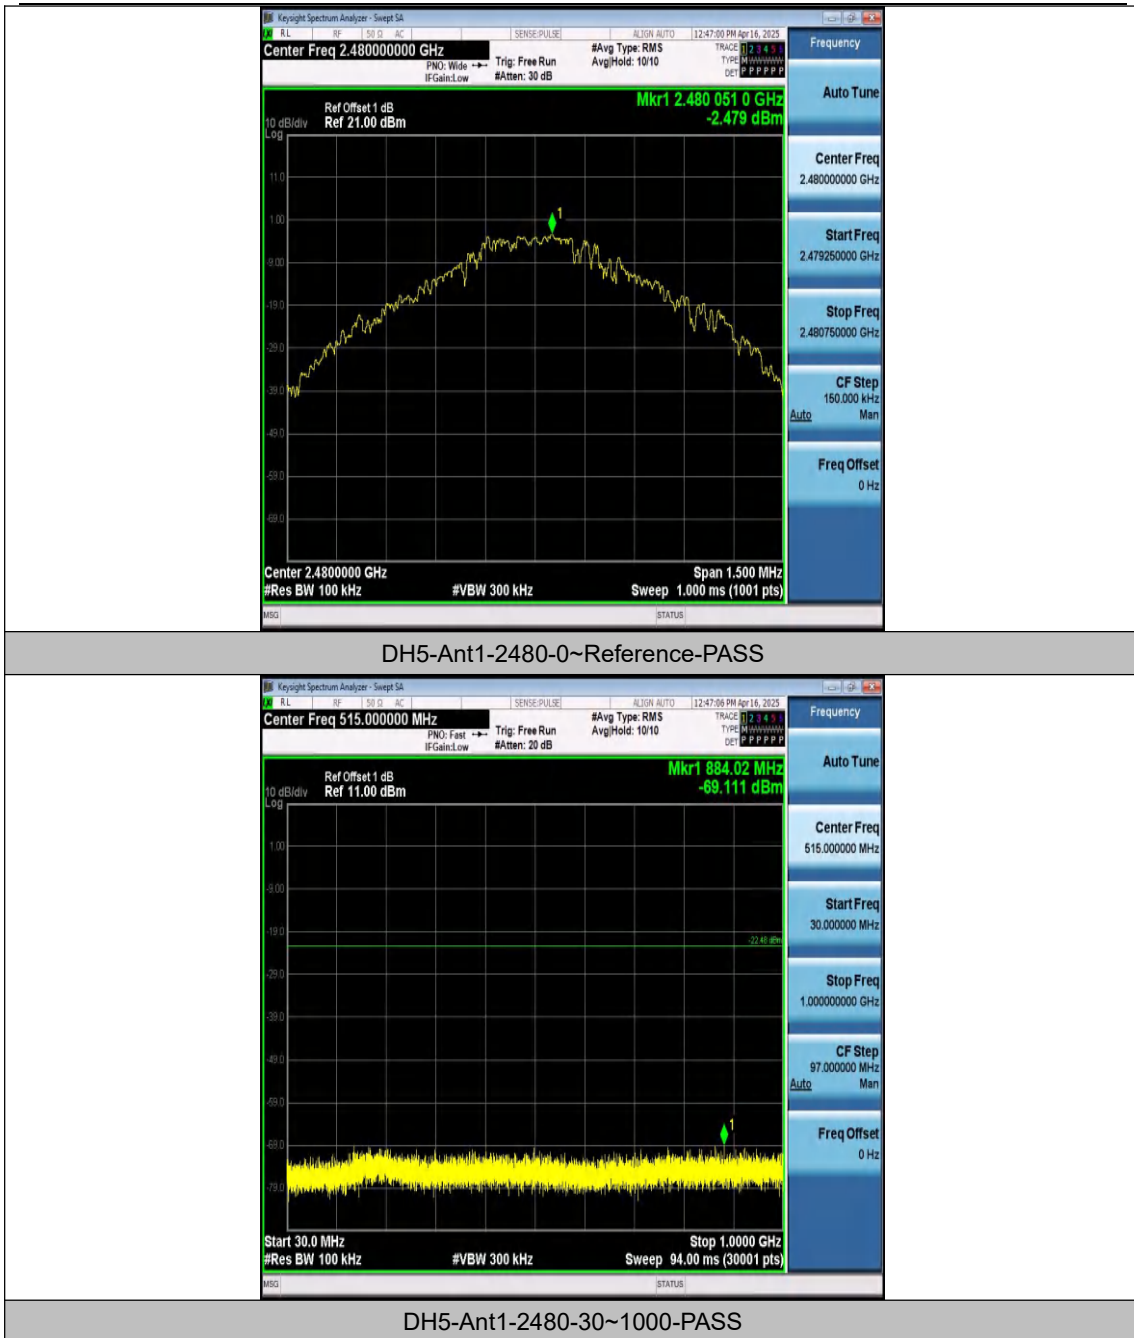 Keysight Spectrum Analyzer - Swept SA
RL RF 50 Ω AC SENSE:PULSE ALIGN AUTO 12:47:00 PM Apr 16, 2025
Center Freq 2.480000000 GHz #Avg Type: RMS TRACE 1 2 3 4 5 6 Frequency
PNO: Wide Trig: Free Run Avg|Hold: 10/10 TYPE M W W W W W
IFGain:Low #Atten: 30 dB DET P P P P P P
Auto Tune
Mkr1 2.480 051 0 GHz
Ref Offset 1 dB
10 dB/div Ref 21.00 dBm -2.479 dBm
Log
Center Freq
2.480000000 GHz
11.0
1.00
1
Start Freq
2.479250000 GHz
-9.00
-19.0
Stop Freq
2.480750000 GHz
-29.0
-39.0
CF Step
150.000 kHz
Auto Man
-49.0
Freq Offset
0 Hz
-59.0
-69.0
Center 2.4800000 GHz Span 1.500 MHz
#Res BW 100 kHz #VBW 300 kHz Sweep 1.000 ms (1001 pts)
MSG STATUS
DH5-Ant1-2480-0~Reference-PASS
Keysight Spectrum Analyzer - Swept SA
RL RF 50 Ω AC SENSE:PULSE ALIGN AUTO 12:47:06 PM Apr 16, 2025
Center Freq 515.000000 MHz #Avg Type: RMS TRACE 1 2 3 4 5 6 Frequency
PNO: Fast Trig: Free Run Avg|Hold: 10/10 TYPE M W W W W W
IFGain:Low #Atten: 20 dB DET P P P P P P
Auto Tune
Mkr1 884.02 MHz
Ref Offset 1 dB
10 dB/div Ref 11.00 dBm -69.111 dBm
Log
Center Freq
515.000000 MHz
1.00
-9.00
Start Freq
30.000000 MHz
-19.0
-22.48 dBm
-29.0
Stop Freq
1.000000000 GHz
-39.0
-49.0
CF Step
97.000000 MHz
Auto Man
-59.0
1
Freq Offset
0 Hz
-69.0
-79.0
Start 30.0 MHz Stop 1.0000 GHz
#Res BW 100 kHz #VBW 300 kHz Sweep 94.00 ms (30001 pts)
MSG STATUS
DH5-Ant1-2480-30~1000-PASS